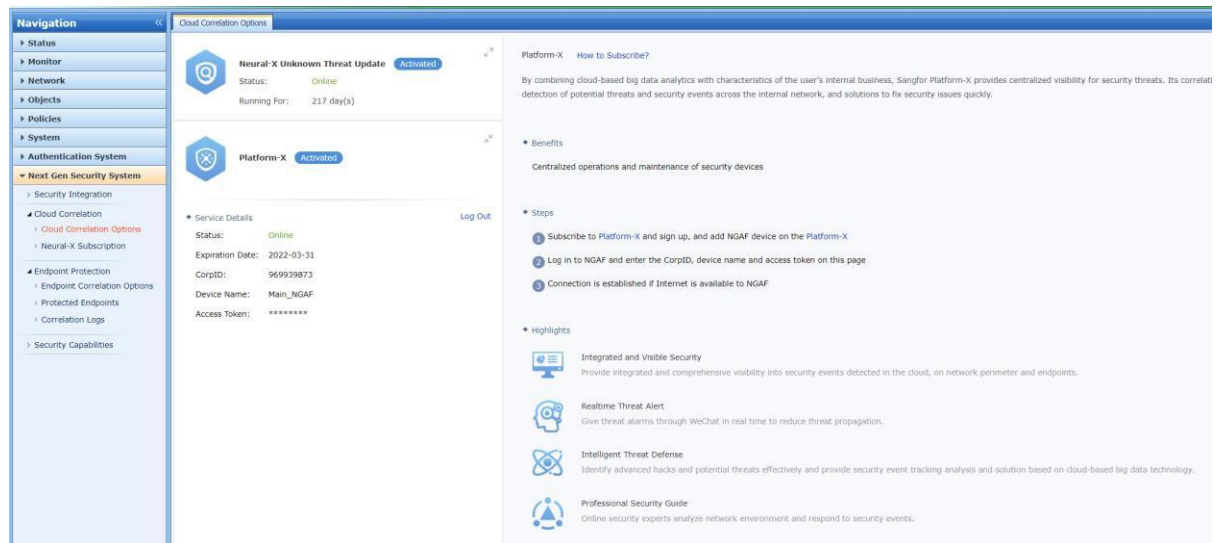 Navigation
Status
Monitor
Network
Objects
Policies
System
Authentication System
Next Gen Security System
Security Integration
Cloud Correlation
Cloud Correlation Options
Neural-X Subscription
Endpoint Protection
Endpoint Correlation Options
Protected Endpoints
Correlation Logs
Security Capabilities
Cloud Correlation Options
Neural-X Unknown Threat Update Activated
Status: Online
Running For: 217 day(s)
Platform-X Activated
Service Details Log Out
Status: Online
Expiration Date: 2022-03-31
CorpID: 969939873
Device Name: Main_NGAF
Access Token: ********
Platform-X How to Subscribe?
By combining cloud-based big data analytics with characteristics of the user's internal business, Sangfor Platform-X provides centralized visibility for security threats. Its correlati
detection of potential threats and security events across the internal network, and solutions to fix security issues quickly.
Benefits
Centralized operations and maintenance of security devices
Steps
1 Subscribe to Platform-X and sign up, and add NGAF device on the Platform-X
2 Log in to NGAF and enter the CorpID, device name and access token on this page
3 Connection is established if Internet is available to NGAF
Highlights
Integrated and Visible Security
Provide integrated and comprehensive visibility into security events detected in the cloud, on network perimeter and endpoints.
Realtime Threat Alert
Give threat alarms through WeChat in real time to reduce threat propagation.
Intelligent Threat Defense
Identify advanced hacks and potential threats effectively and provide security event tracking analysis and solution based on cloud-based big data technology.
Professional Security Guide
Online security experts analyze network environment and respond to security events.